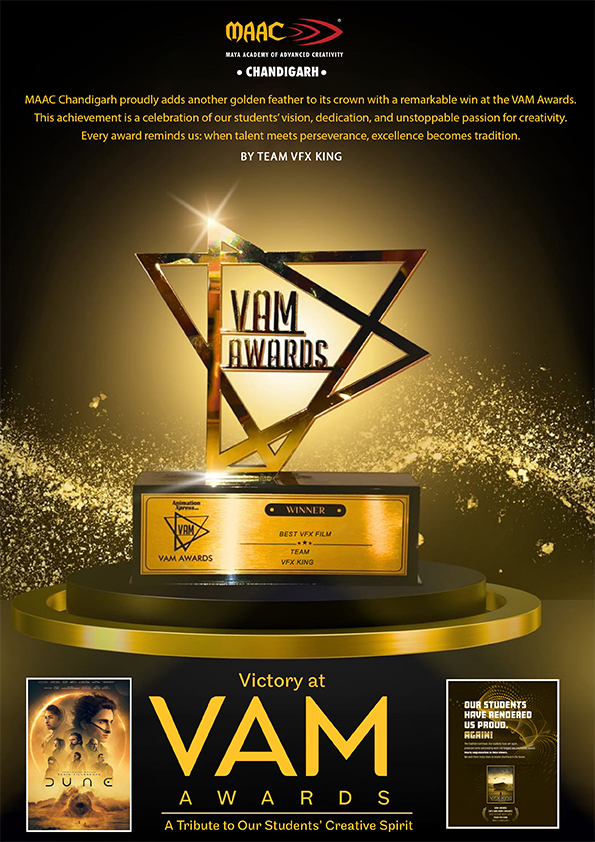 MAAC
®
MAYA ACADEMY OF ADVANCED CREATIVITY
• CHANDIGARH •
MAAC Chandigarh proudly adds another golden feather to its crown with a remarkable win at the VAM Awards.
This achievement is a celebration of our students' vision, dedication, and unstoppable passion for creativity.
Every award reminds us: when talent meets perseverance, excellence becomes tradition.
BY TEAM VFX KING
VAM
AWARDS
Animation
Xpress
VAM
VAM AWARDS
WINNER
BEST VFX FILM
TEAM
VFX KING
Victory at
VAM
AWARDS
A Tribute to Our Students' Creative Spirit
DUNE
OUR STUDENTS
HAVE RENDERED
US PROUD,
AGAIN!
VFX KING